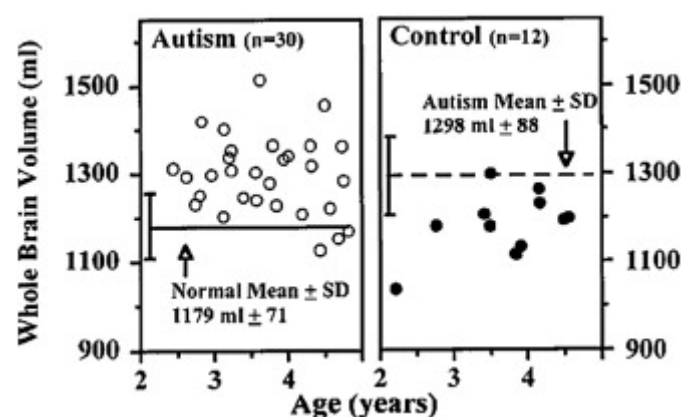 Autism (n=30)
Control (n=12)
Whole Brain Volume (ml)
1500
1300
1100
900
Normal Mean ± SD
1179 ml ± 71
Autism Mean ± SD
1298 ml ± 88
1500
1300
1100
900
2
3
4
2
3
4
Age (years)